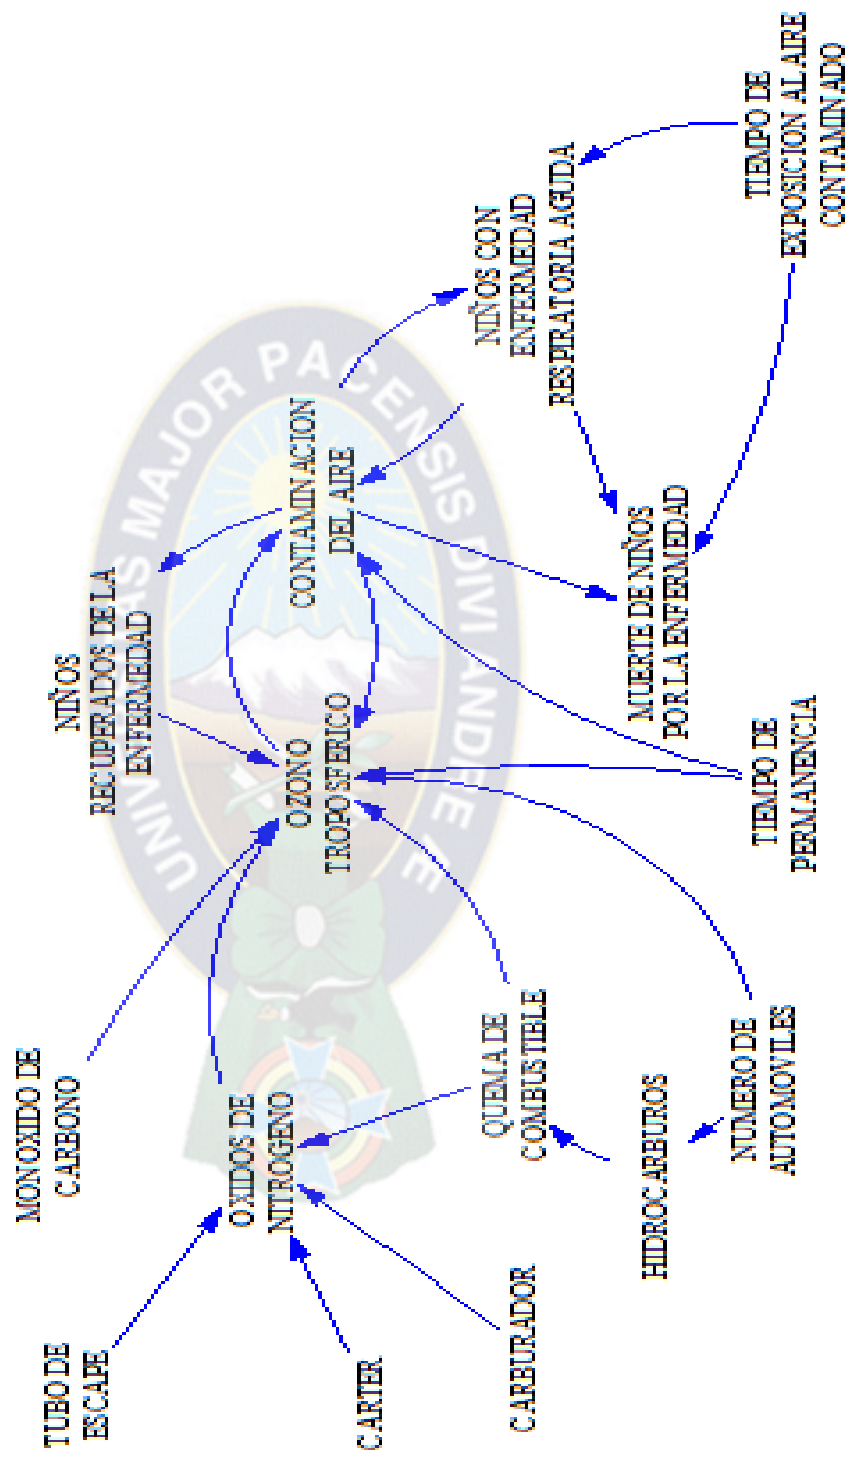 TUBO DE
ESCAPE
MONOXIDO DE
CARBONO
NIÑOS
RECUPERADOS DE LA
ENFERMEDAD
OXIDOS DE
NITROGENO
OZONO
TROPOSFERICO
CONTAMINACION
DEL AIRE
CARTER
CARBURADOR
QUEMA DE
COMBUSTIBLE
NIÑOS CON
ENFERMEDAD
RESPIRATORIA AGUDA
HIDROCARBUROS
MUERTE DE NIÑOS
POR LA ENFERMEDAD
NUMERO DE
AUTOMOVILES
TIEMPO DE
PERMANENCIA
TIEMPO DE
EXPOSICION AL AIRE
CONTAMINADO
MAJOR PACENSIS DIVI ANDRE Æ